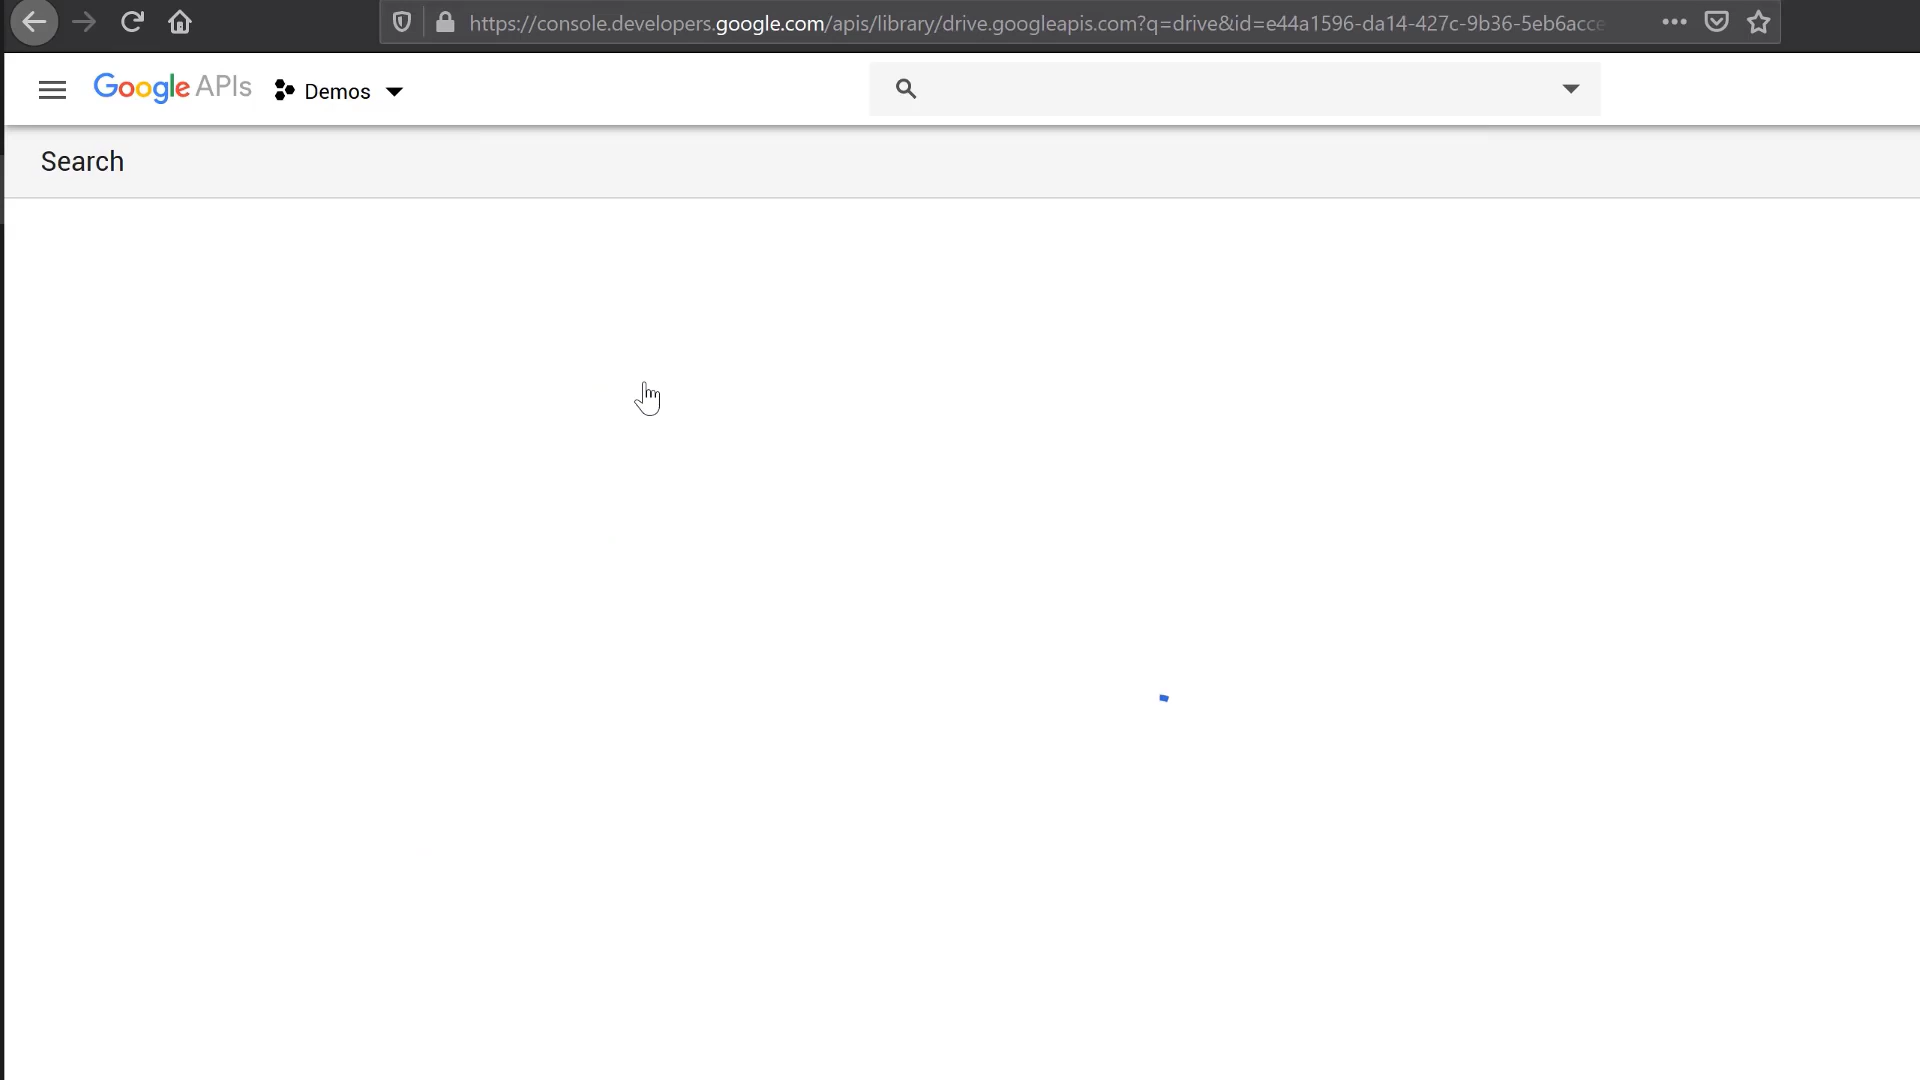 https://console.developers.google.com/apis/library/drive.googleapis.com?q=drive&id=e44a1596-da14-427c-9b36-5eb6acce
Google APIs Demos
Search